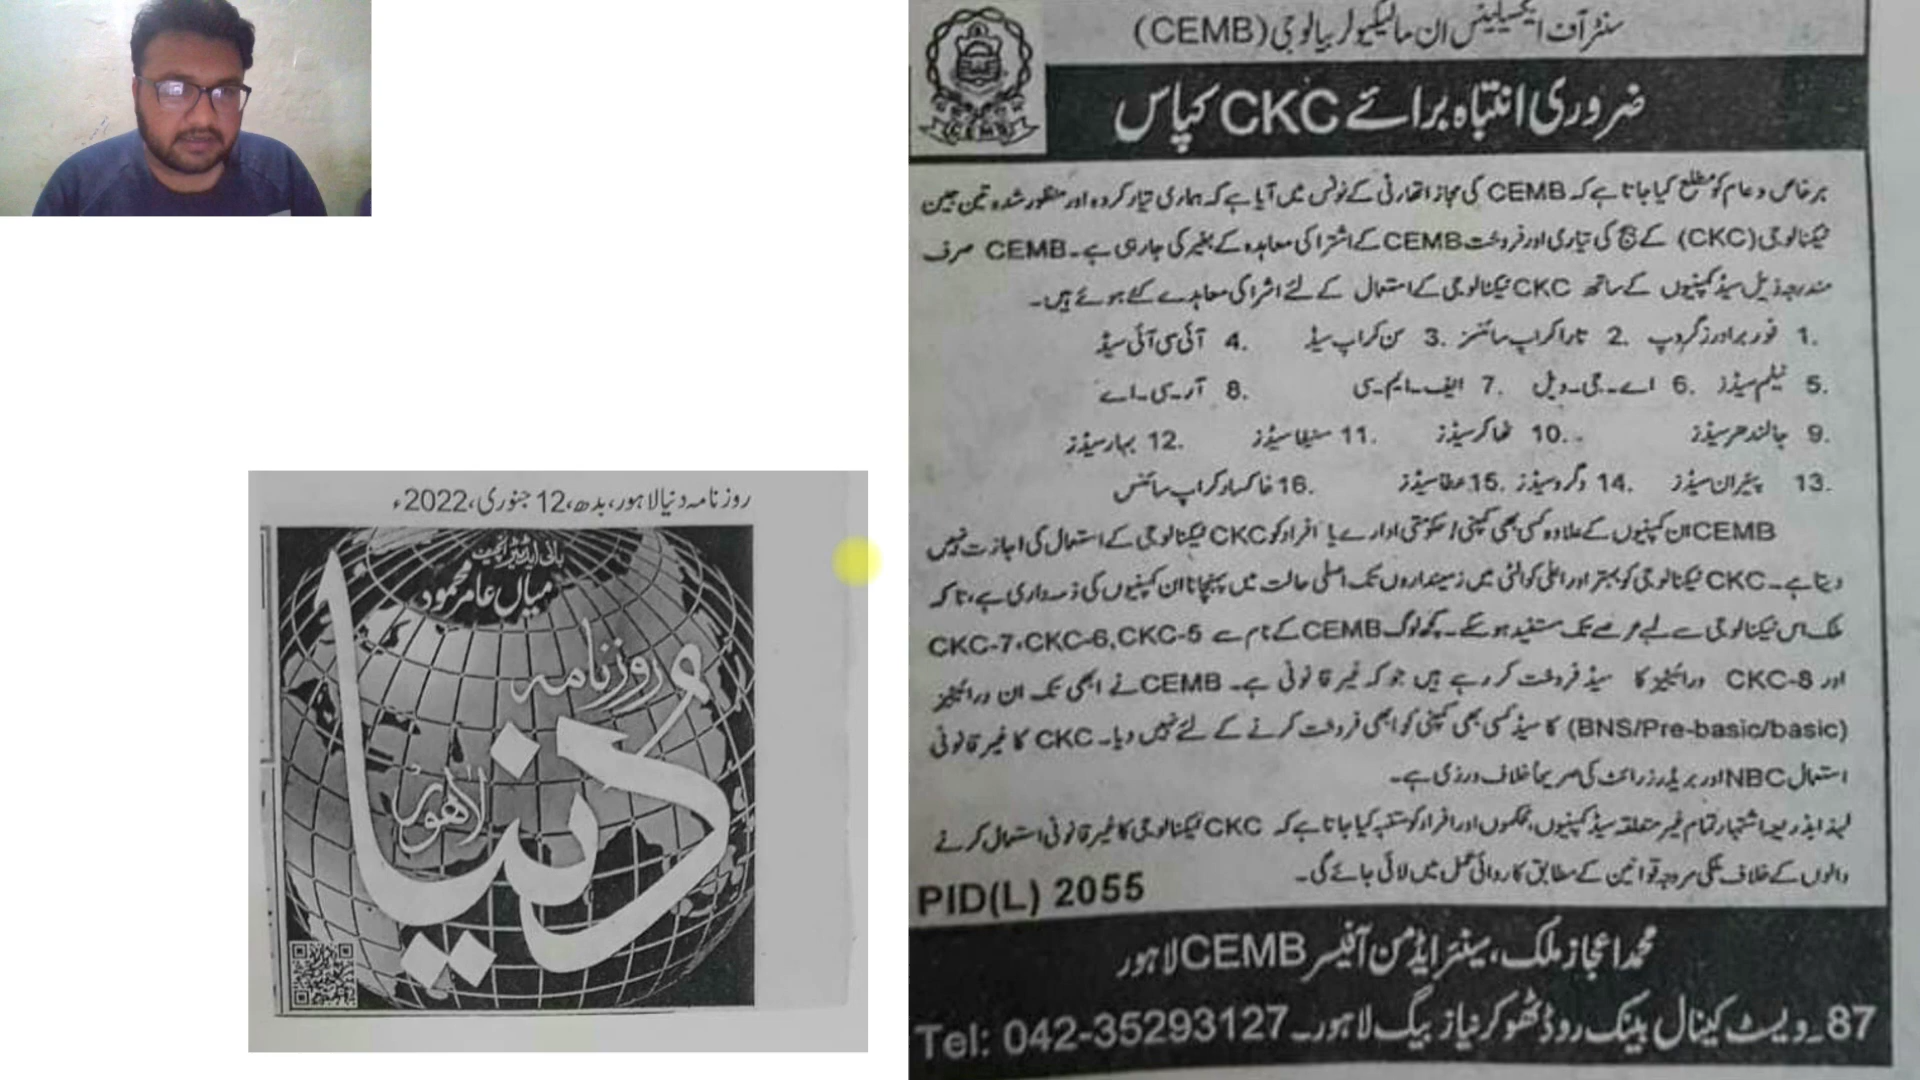 روزنامہ دنیا لاہور، بدھ، 12 جنوری، 2022ء
بانی ایڈیٹر انچیف
میاں عامر محمود
روزنامہ
دنیا
لاہور
سنٹر آف ایکسیلینس ان مالیکیولر بیالوجی (CEMB)
CEMB
ضروری انتباہ برائے CKC کپاس
ہر خاص و عام کو مطلع کیا جاتا ہے کہ CEMB کی مجاز اتھارٹی کے نوٹس میں آیا ہے کہ ہماری تیار کردہ اور منظور شدہ تین جین
ٹیکنالوجی (CKC) کے بیج کی تیاری اور فروخت CEMB کے اشتراکی معاہدہ کے بغیر کی جا رہی ہے۔ CEMB صرف
مندرجہ ذیل سیڈ کمپنیوں کے ساتھ CKC ٹیکنالوجی کے استعمال کے لئے اشراکی معاہدے کئے ہوئے ہیں۔
1. فور برادرز گروپ 2. تارا کراپ سائنسز 3. سن کراپ سیڈ 4. آئی سی آئی سیڈ
5. نیلم سیڈز 6. اے۔جی۔ویل 7. ایف۔ایم۔سی 8. آر۔سی۔اے
9. جالندھر سیڈز 10. ٹھاکر سیڈز 11. سنیفا سیڈز 12. بہار سیڈز
13. پٹیران سیڈز 14. وگرو سیڈز 15. عطا سیڈز 16. خاکسار کراپ سائنس
CEMB ان کمپنیوں کے علاوہ کسی بھی کمپنی/حکومتی ادارے یا افراد کو CKC ٹیکنالوجی کے استعمال کی اجازت نہیں
دیتا ہے۔ CKC ٹیکنالوجی کو بہتر اور اعلی کوالٹی میں زمینداروں تک اصلی حالت میں پہنچانا ان کمپنیوں کی ذمہ داری ہے، تاکہ
ملک اس ٹیکنالوجی سے لمبے عرصے تک مستفید ہو سکے۔ کچھ لوگ CEMB کے نام سے CKC-5، CKC-6، CKC-7
اور CKC-8 ورائیٹیز کا سیڈ فروخت کر رہے ہیں جو کہ غیر قانونی ہے۔ CEMB نے ابھی تک ان ورائیٹیز
(BNS/Pre-basic/basic) کا سیڈ کسی بھی کمپنی کو ابھی فروخت کرنے کے لئے نہیں دیا۔ CKC کا غیر قانونی
استعمال NBC اور بریڈرز رائٹ کی صریحاً خلاف ورزی ہے۔
لہذا بذریعہ اشتہار تمام غیر متعلقہ سیڈ کمپنیوں، محکموں اور افراد کو متنبہ کیا جاتا ہے کہ CKC ٹیکنالوجی کا غیر قانونی استعمال کرنے
والوں کے خلاف ملکی مروجہ قوانین کے مطابق کاروائی عمل میں لائی جائے گی۔
PID(L) 2055
محمد اعجاز ملک، سینئر ایڈمن آفیسر CEMB لاہور
87۔ویسٹ کینال بینک روڈ ٹھوکر نیاز بیگ لاہور۔ Tel: 042-35293127